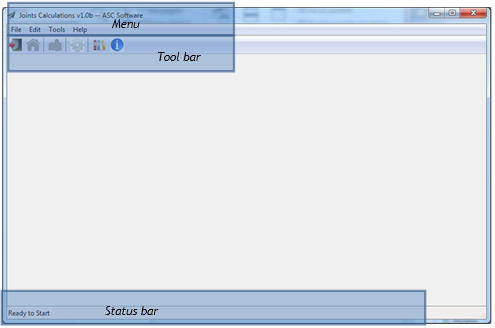 Joints Calculations v1.0b -- ASC Software
Menu
File Edit Tools Help
Tool bar
Ready to Start
Status bar